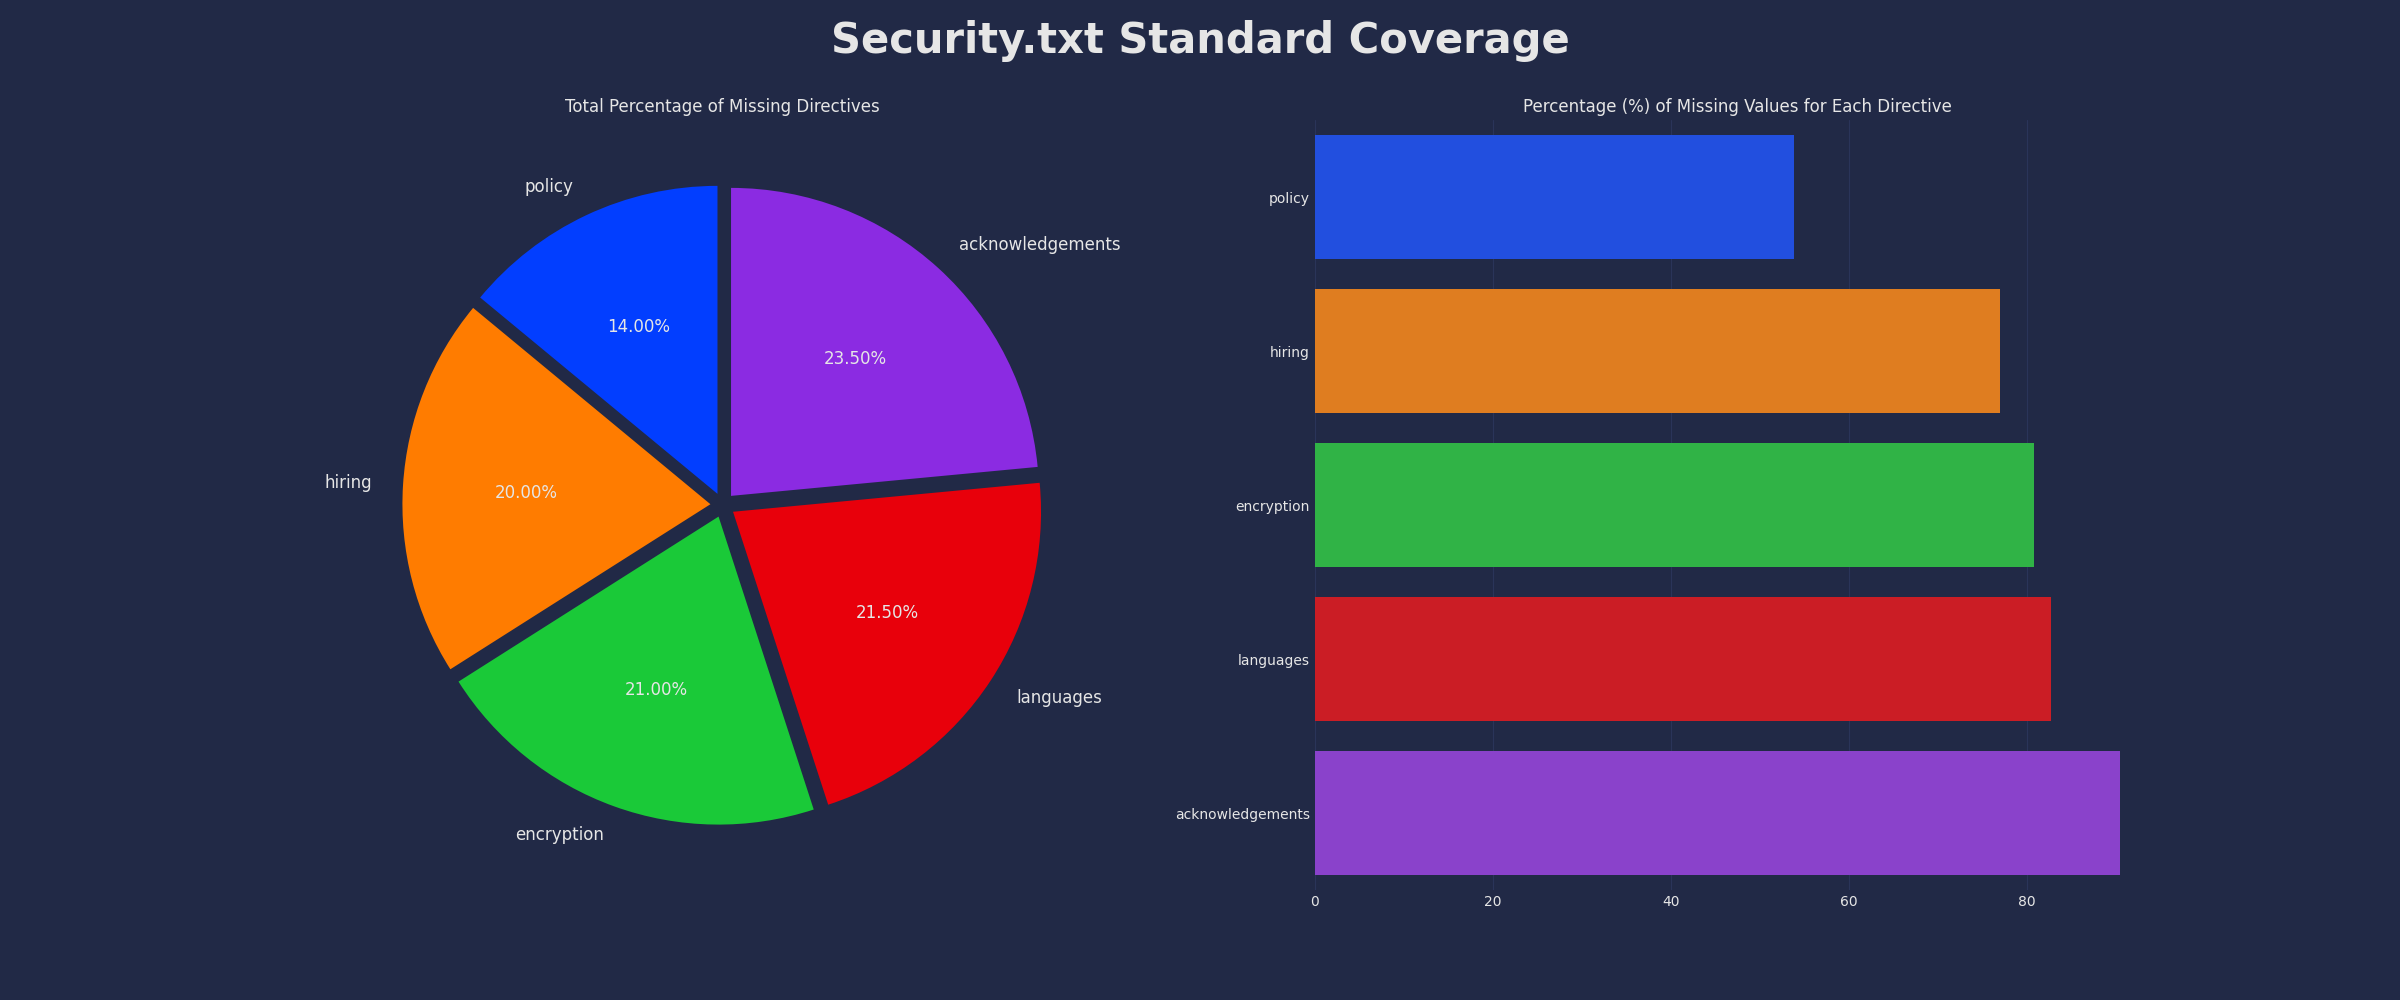 Security.txt Standard Coverage
Total Percentage of Missing Directives
policy
acknowledgements
14.00%
23.50%
hiring
20.00%
21.50%
21.00%
languages
encryption
Percentage (%) of Missing Values for Each Directive
policy
hiring
encryption
languages
acknowledgements
0 20 40 60 80